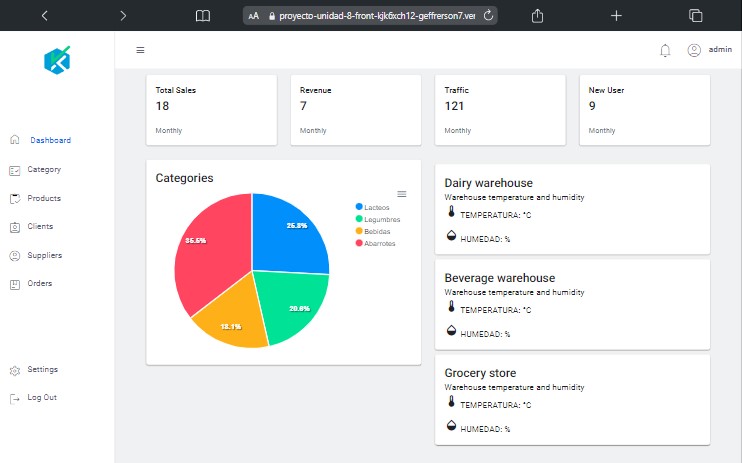 AA proyecto-unidad-8-front-kjk6xch12-geffrerson7.ver
admin
Dashboard
Category
Products
Clients
Suppliers
Orders
Settings
Log Out
Total Sales
18
Monthly
Revenue
7
Monthly
Traffic
121
Monthly
New User
9
Monthly
Categories
Lacteos
Legumbres
Bebidas
Abarrotes
25.8%
20.6%
18.1%
35.5%
Dairy warehouse
Warehouse temperature and humidity
TEMPERATURA: °C
HUMEDAD: %
Beverage warehouse
Warehouse temperature and humidity
TEMPERATURA: °C
HUMEDAD: %
Grocery store
Warehouse temperature and humidity
TEMPERATURA: °C
HUMEDAD: %